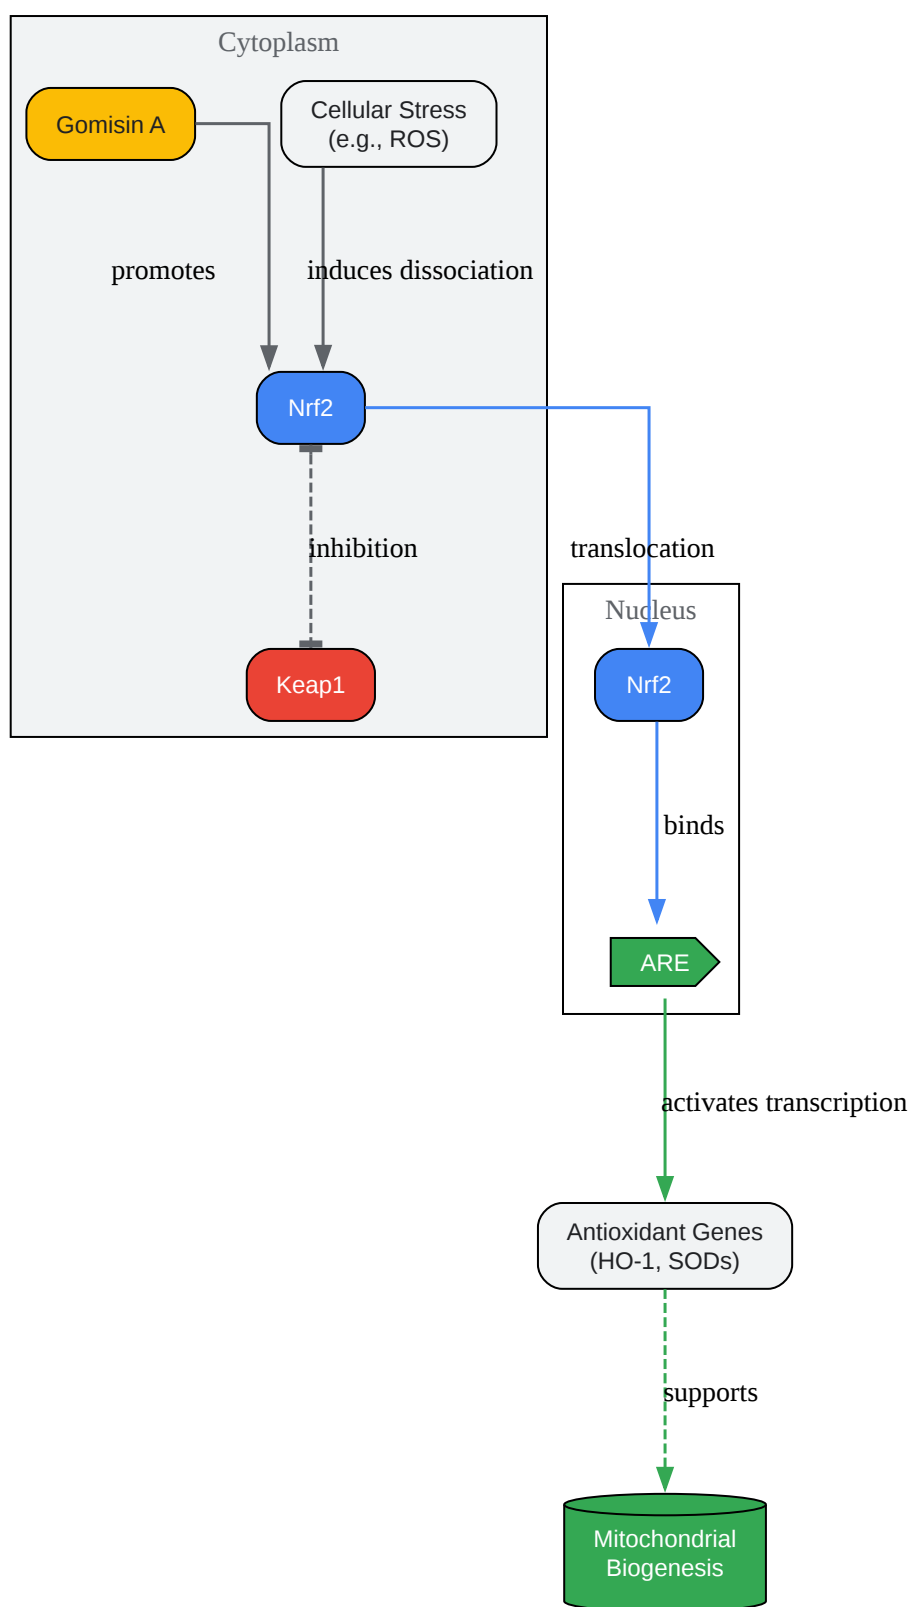 Cytoplasm
Gomisin A
Cellular Stress
(e.g., ROS)
promotes
induces dissociation
Nrf2
inhibition
translocation
Nucleus
Keap1
Nrf2
binds
ARE
activates transcription
Antioxidant Genes
(HO-1, SODs)
supports
Mitochondrial
Biogenesis